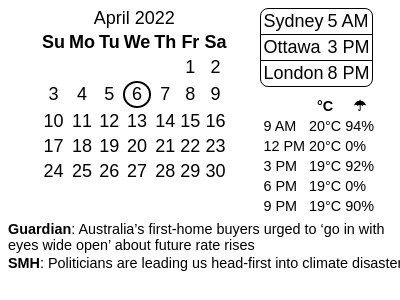 April 2022
Su Mo Tu We Th Fr Sa
1 2
3 4 5 6 7 8 9
10 11 12 13 14 15 16
17 18 19 20 21 22 23
24 25 26 27 28 29 30
Sydney 5 AM
Ottawa 3 PM
London 8 PM
°C ☂
9 AM 20°C 94%
12 PM 20°C 0%
3 PM 19°C 92%
6 PM 19°C 0%
9 PM 19°C 90%
Guardian: Australia’s first-home buyers urged to ‘go in with
eyes wide open’ about future rate rises
SMH: Politicians are leading us head-first into climate disaster